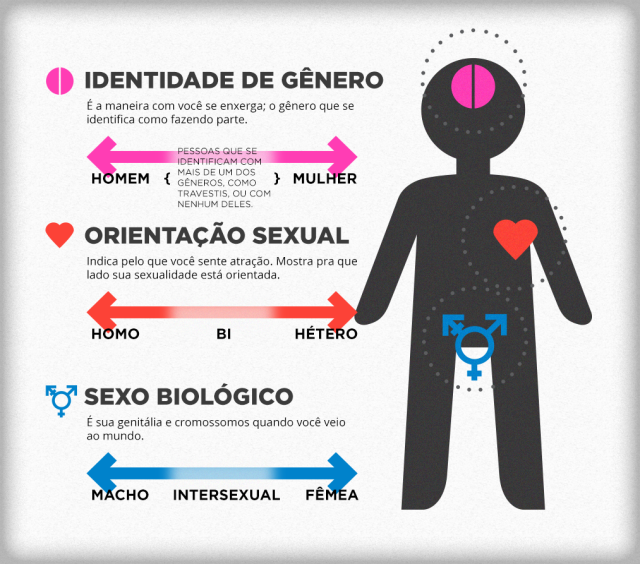 IDENTIDADE DE GÊNERO
É a maneira com você se enxerga; o gênero que se
identifica como fazendo parte.
PESSOAS QUE SE
IDENTIFICAM COM
MAIS DE UM DOS
GÊNEROS, COMO
TRAVESTIS, OU COM
NENHUM DELES.
HOMEM { } MULHER
ORIENTAÇÃO SEXUAL
Indica pelo que você sente atração. Mostra pra que
lado sua sexualidade está orientada.
HOMO BI HÉTERO
SEXO BIOLÓGICO
É sua genitália e cromossomos quando você veio
ao mundo.
MACHO INTERSEXUAL FÊMEA